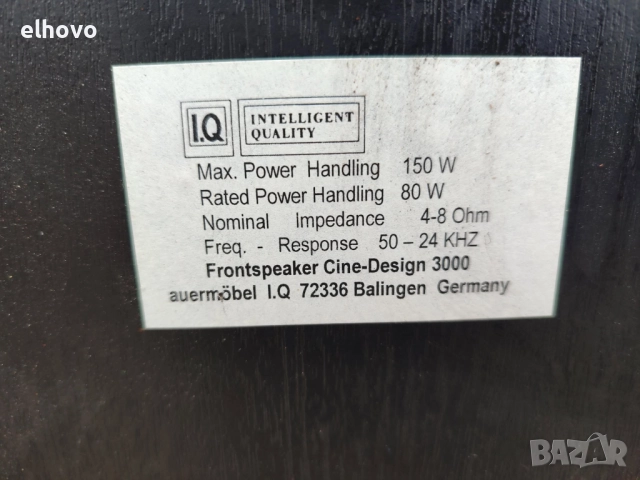 elhovo
I.Q INTELLIGENT
QUALITY
Max. Power Handling 150 W
Rated Power Handling 80 W
Nominal Impedance 4-8 Ohm
Freq. - Response 50 – 24 KHZ
Frontspeaker Cine-Design 3000
auermöbel I.Q 72336 Balingen Germany
BAZAR